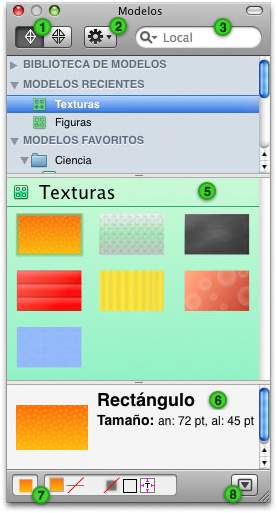 Modelos
1
2
3
Local
BIBLIOTECA DE MODELOS
MODELOS RECIENTES
4
Texturas
Figuras
MODELOS FAVORITOS
Ciencia
Texturas
5
Rectángulo
6
Tamaño: an: 72 pt, al: 45 pt
T
7
8